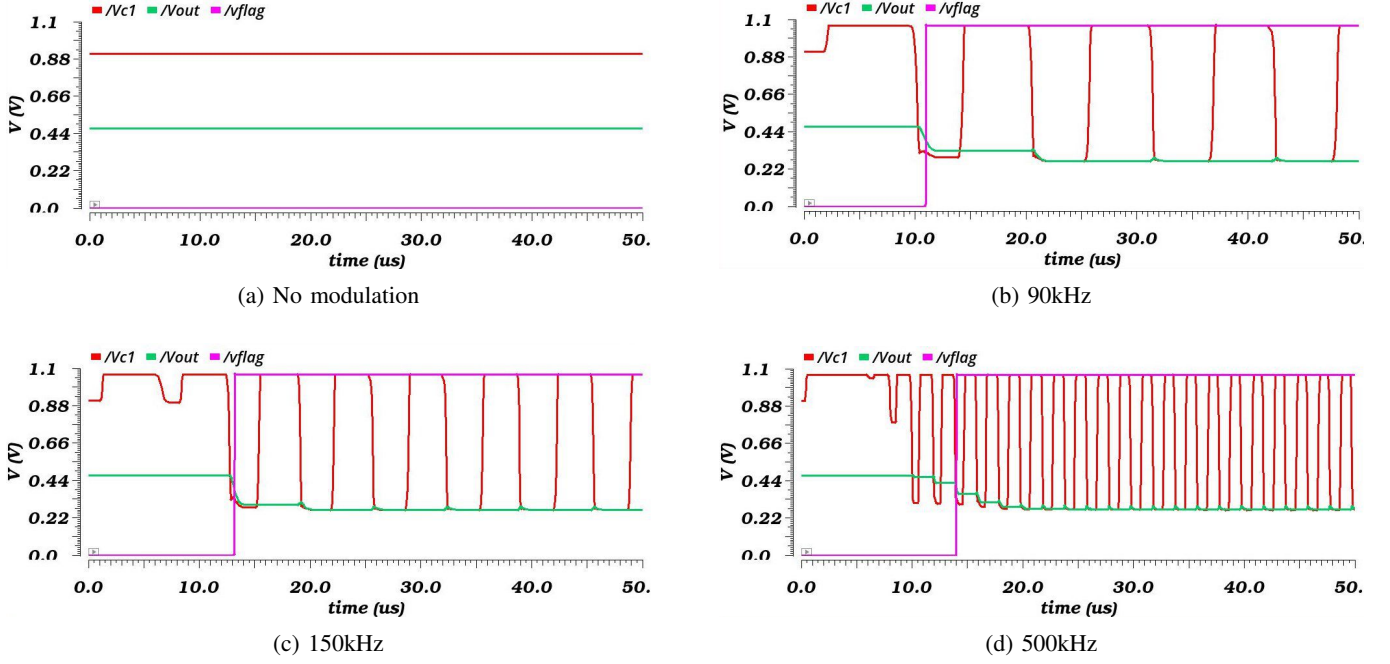 /Vc1 /Vout /vflag
1.1
0.88
0.66
0.44
0.22
0.0
V (V)
0.0 10.0 20.0 30.0 40.0 50.
time (us)
(a) No modulation
/Vc1 /Vout /vflag
1.1
0.88
0.66
0.44
0.22
0.0
V (V)
0.0 10.0 20.0 30.0 40.0 50.
time (us)
(b) 90kHz
/Vc1 /Vout /vflag
1.1
0.88
0.66
0.44
0.22
0.0
V (V)
0.0 10.0 20.0 30.0 40.0 50.
time (us)
(c) 150kHz
/Vc1 /Vout /vflag
1.1
0.88
0.66
0.44
0.22
0.0
V (V)
0.0 10.0 20.0 30.0 40.0 50.
time (us)
(d) 500kHz